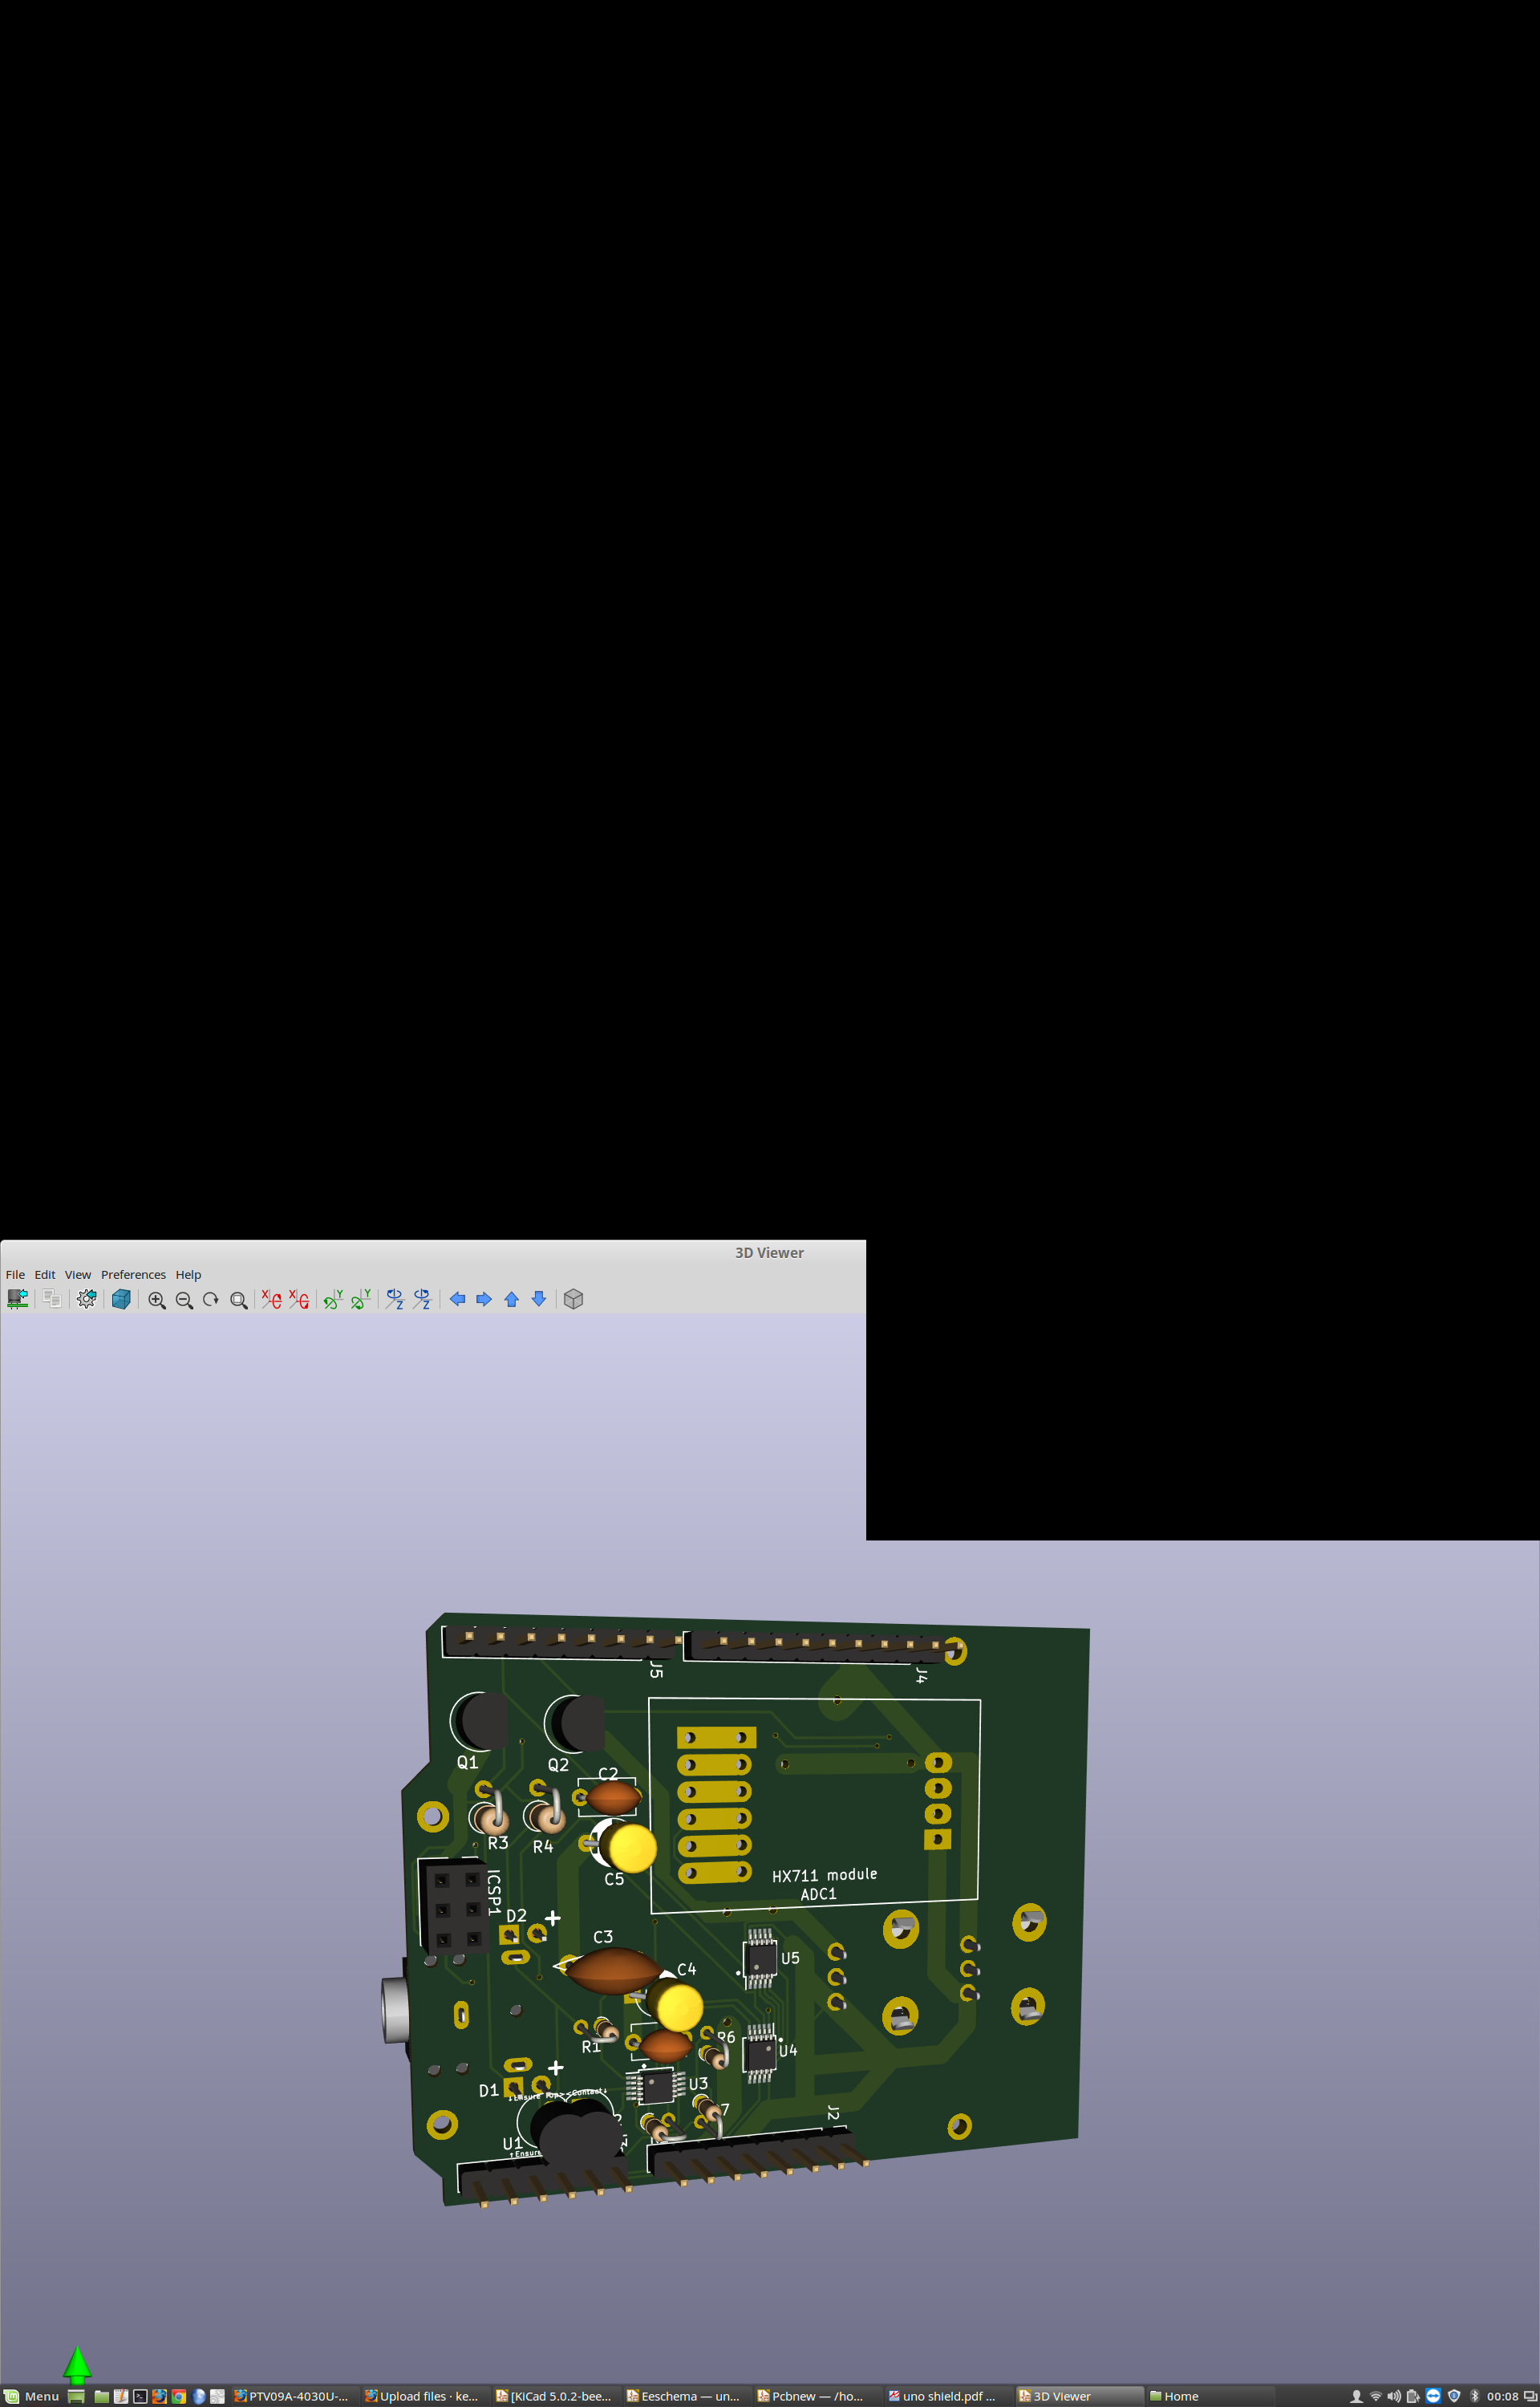 3D Viewer
File Edit View Preferences Help
J5
J4
Q1
Q2
C2
R3
R4
C5
HX711 module
ADC1
ICSP1
D2
+
C3
C4
U5
R1
R6
U4
+
D1
U3
7
J2
U1
Menu
PTV09A-4030U-...
Upload files · ke...
[KiCad 5.0.2-bee...
Eeschema — un...
Pcbnew — /ho...
uno shield.pdf ...
3D Viewer
Home
00:08